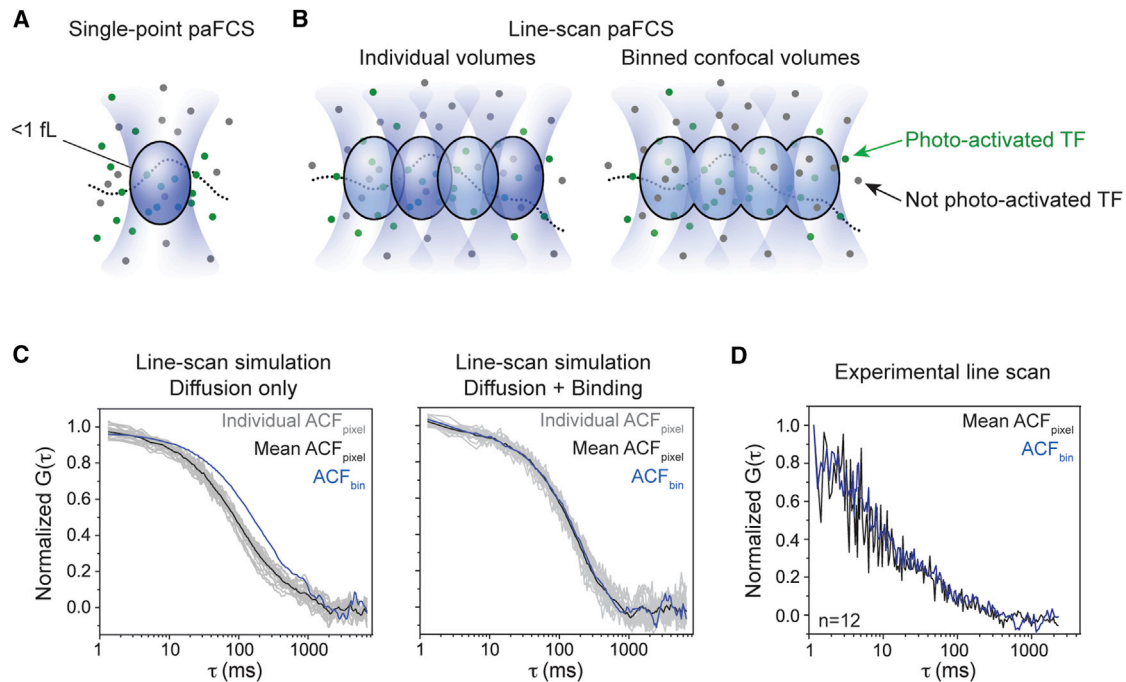 A
Single-point paFCS
<1 fL
B
Line-scan paFCS
Individual volumes
Binned confocal volumes
Photo-activated TF
Not photo-activated TF
C
Line-scan simulation
Diffusion only
Individual ACFpixel
Mean ACFpixel
ACFbin
Normalized G(τ)
1.0
0.8
0.6
0.4
0.2
0.0
1
10
100
1000
τ (ms)
Line-scan simulation
Diffusion + Binding
Individual ACFpixel
Mean ACFpixel
ACFbin
1
10
100
1000
τ (ms)
D
Experimental line scan
Mean ACFpixel
ACFbin
Normalized G(τ)
1.0
0.8
0.6
0.4
0.2
0.0
n=12
1
10
100
1000
τ (ms)